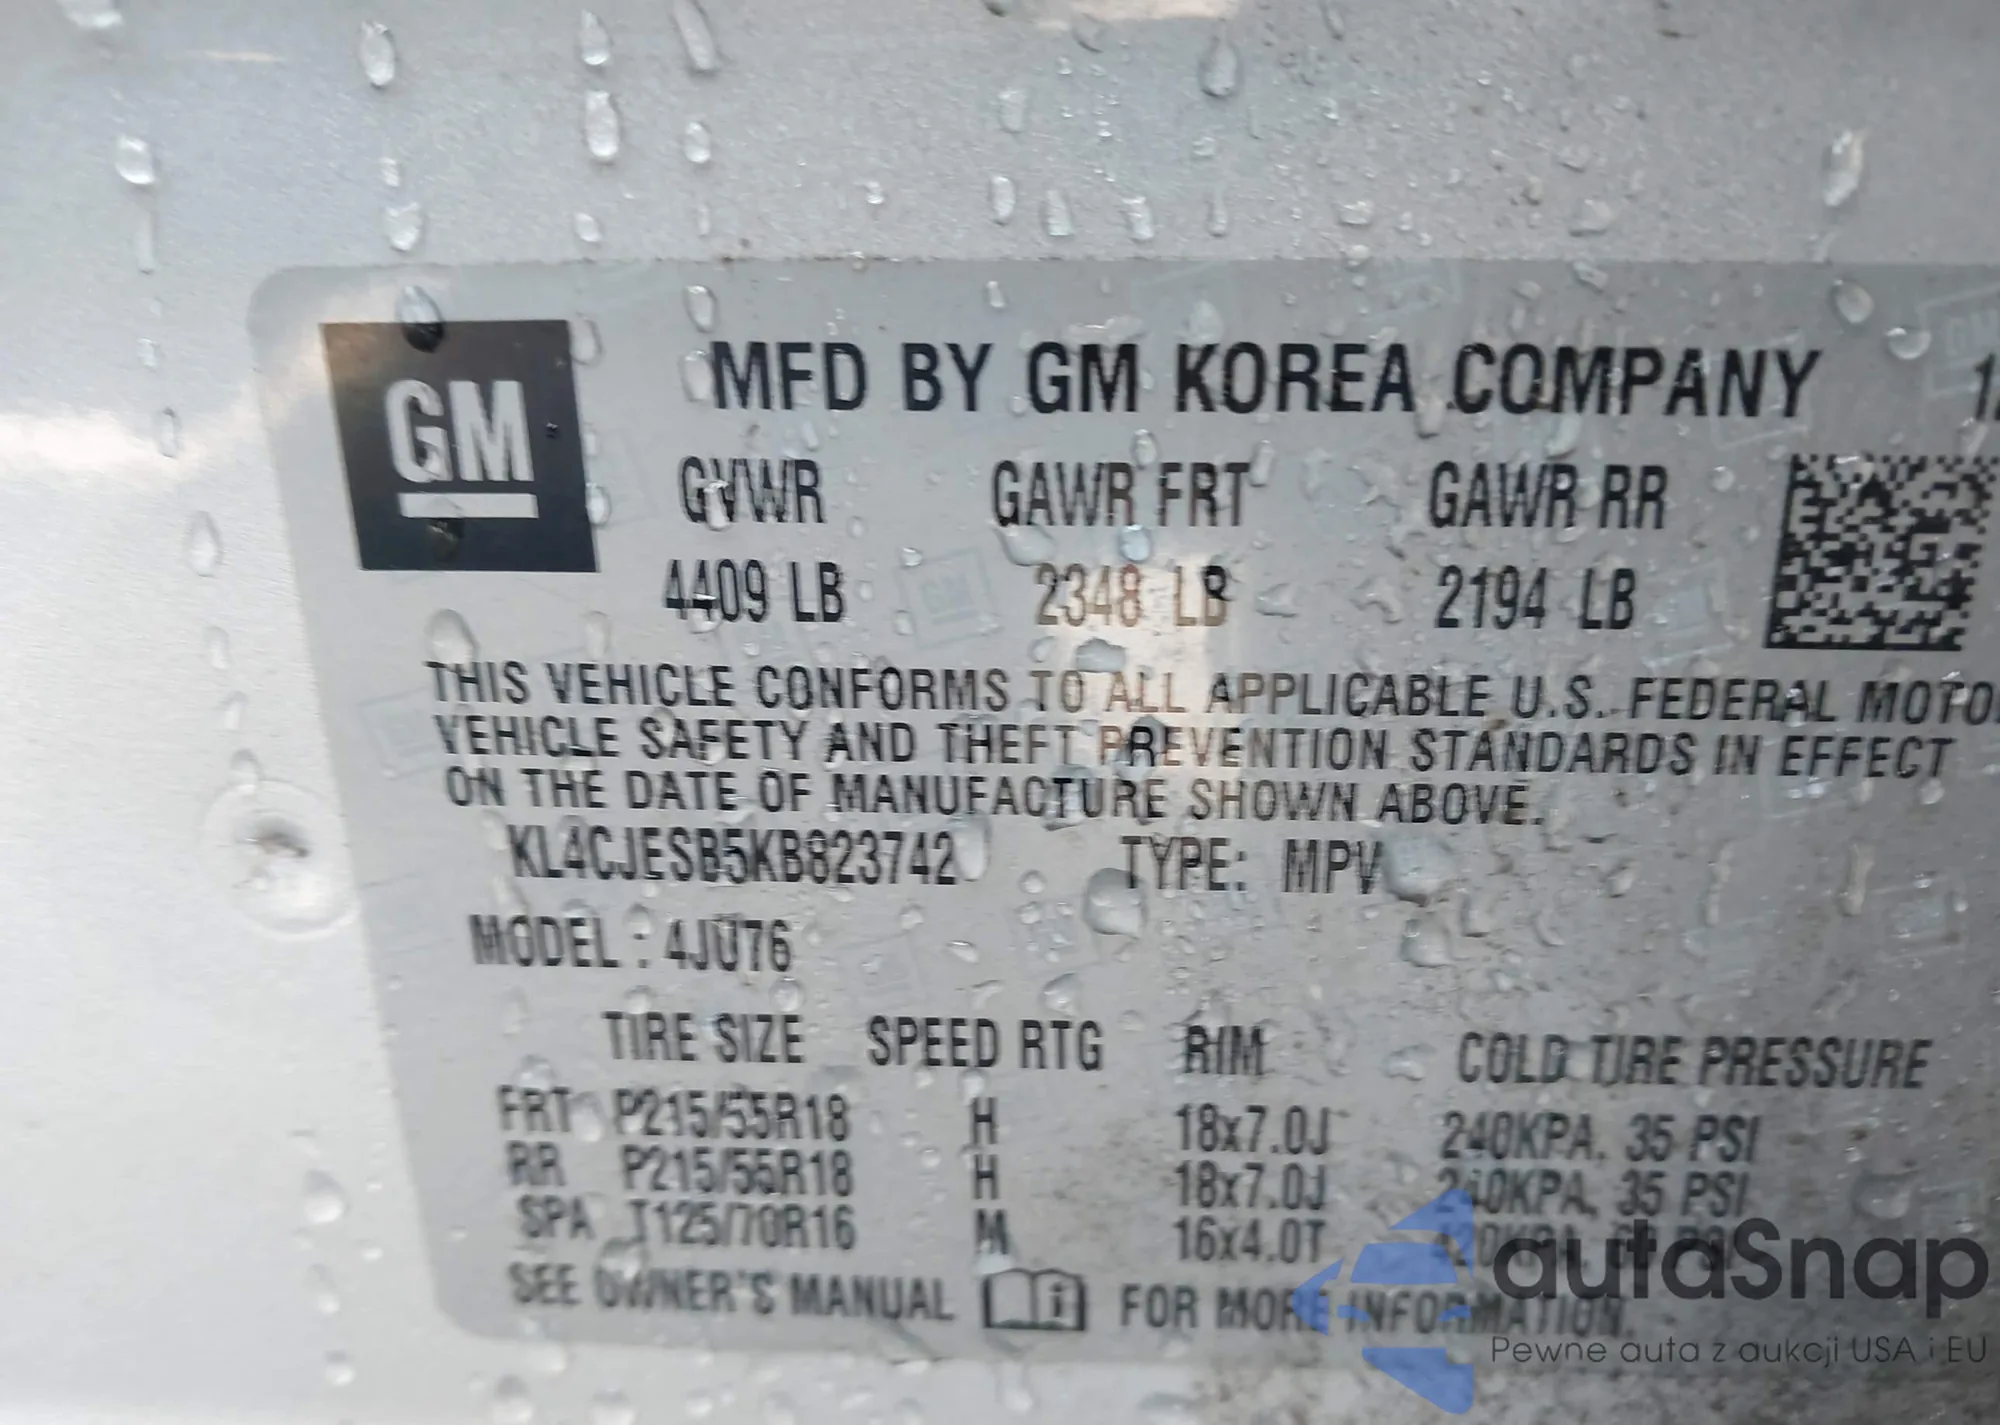 GM
MFD BY GM KOREA COMPANY
GVWR GAWR FRT GAWR RR
4409 LB 2348 LB 2194 LB
THIS VEHICLE CONFORMS TO ALL APPLICABLE U.S. FEDERAL
VEHICLE SAFETY AND THEFT PREVENTION STANDARDS IN EFFECT
ON THE DATE OF MANUFACTURE SHOWN ABOVE.
KL4CJESB5KB823742 TYPE: MPV
MODEL : 4JU76
TIRE SIZE SPEED RTG RIM COLD TIRE PRESSURE
FRT P215/55R18 H 18x7.0J 240KPA, 35 PSI
RR P215/55R18 H 18x7.0J 240KPA, 35 PSI
SPA T125/70R16 M 16x4.0T PSI
SEE OWNER'S MANUAL FOR MORE INFORMATION.
autaSnap
Pewne auta z aukcji USA i EU